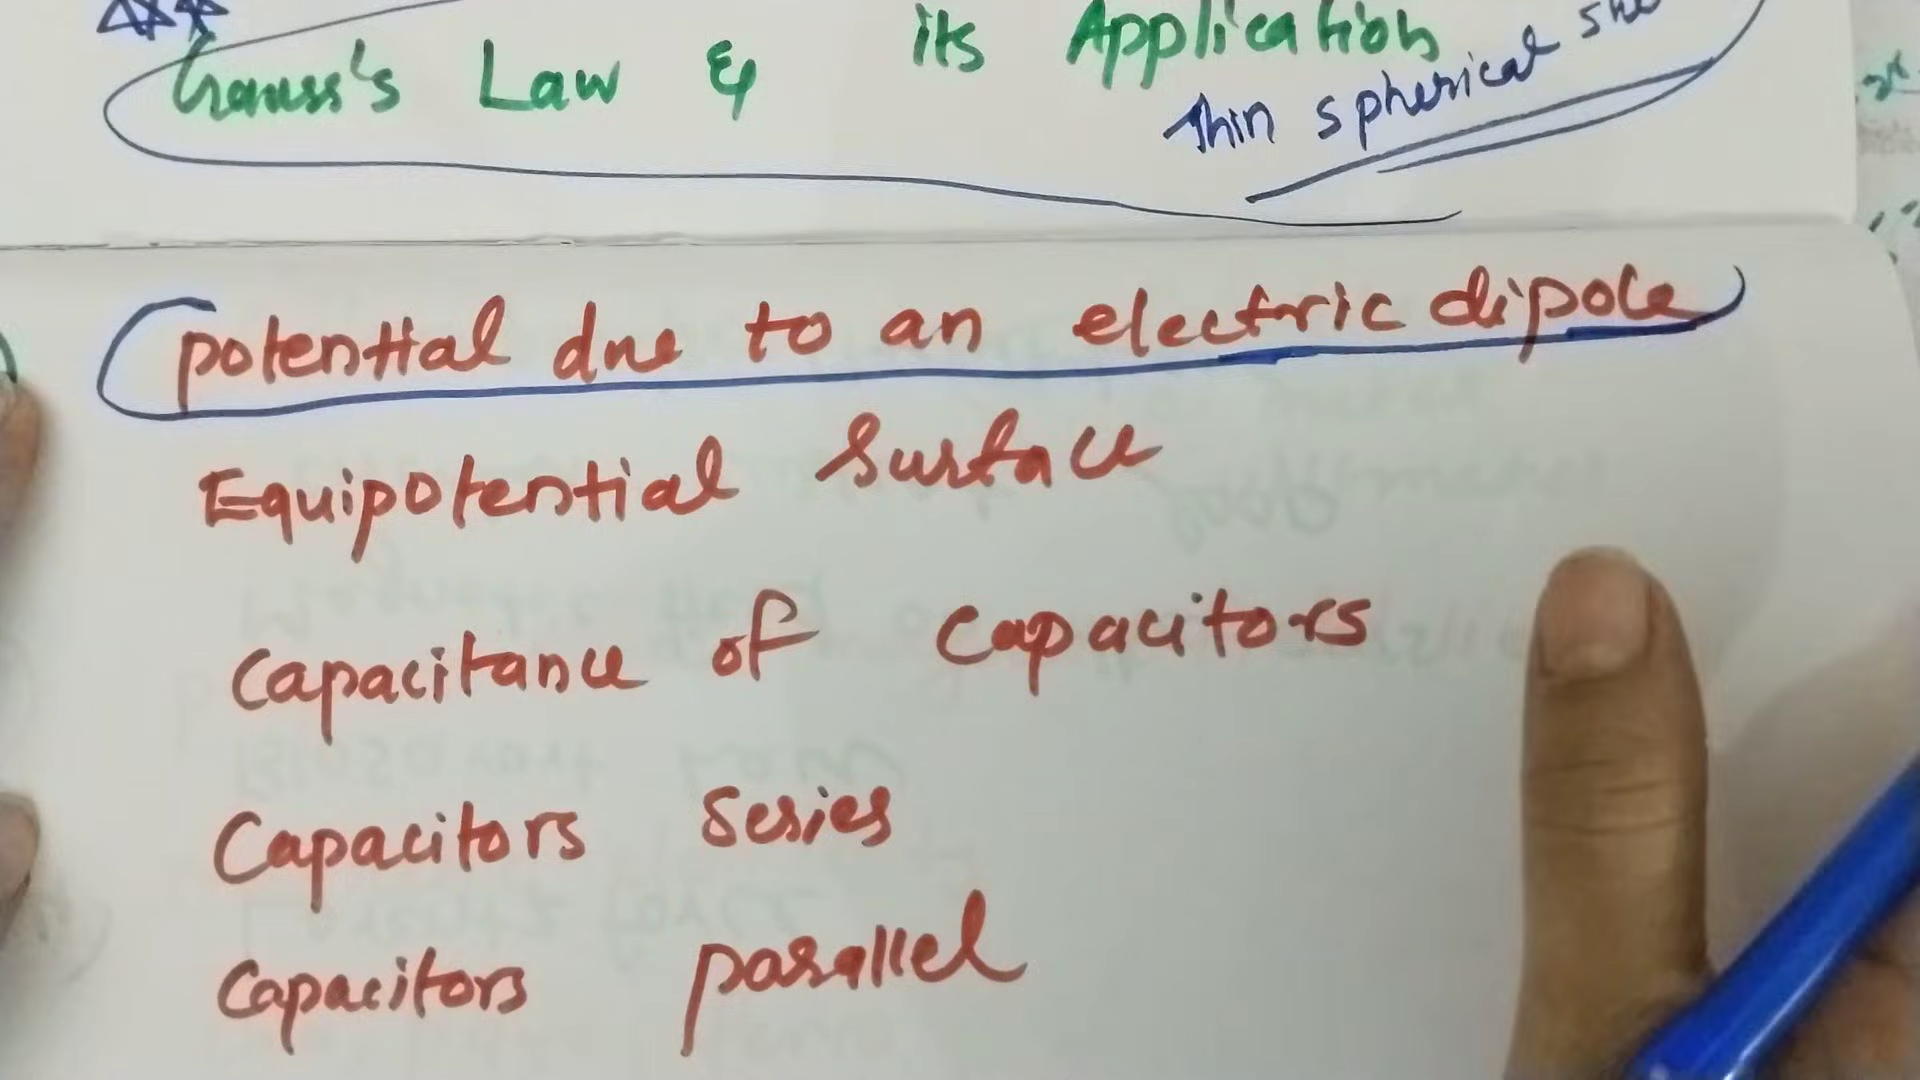 Gauss's Law & its Application
Thin spherical
potential due to an electric dipole
Equipotential Surface
Capacitance of Capacitors
Capacitors Series
Capacitors parallel